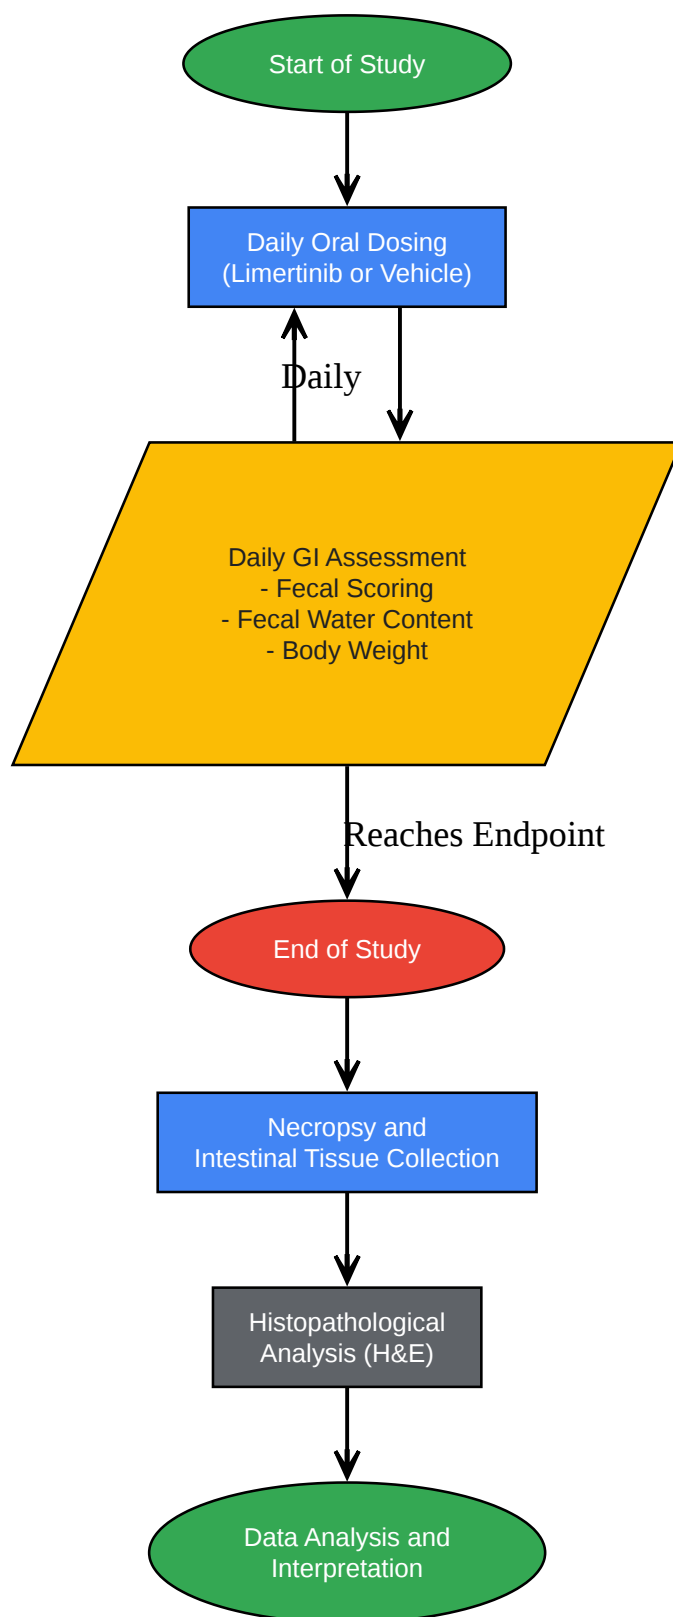 Start of Study
Daily Oral Dosing
(Limertinib or Vehicle)
Daily
Daily GI Assessment
- Fecal Scoring
- Fecal Water Content
- Body Weight
Reaches Endpoint
End of Study
Necropsy and
Intestinal Tissue Collection
Histopathological
Analysis (H&E)
Data Analysis and
Interpretation